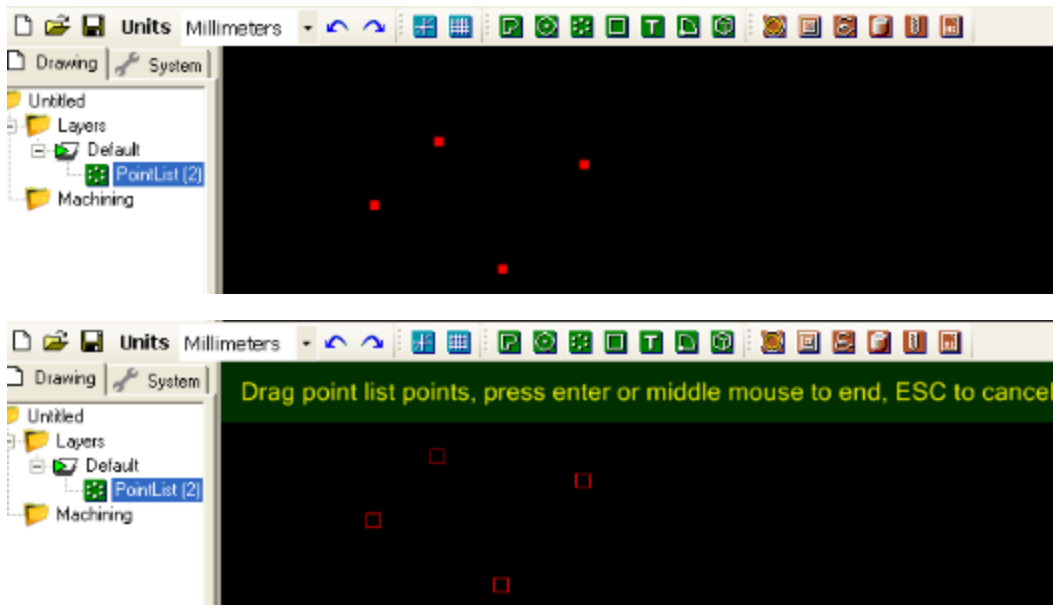 Units Millimeters
Drawing System
Untitled
Layers
Default
PointList (2)
Machining
Units Millimeters
Drawing System
Drag point list points, press enter or middle mouse to end, ESC to cancel
Untitled
Layers
Default
PointList (2)
Machining